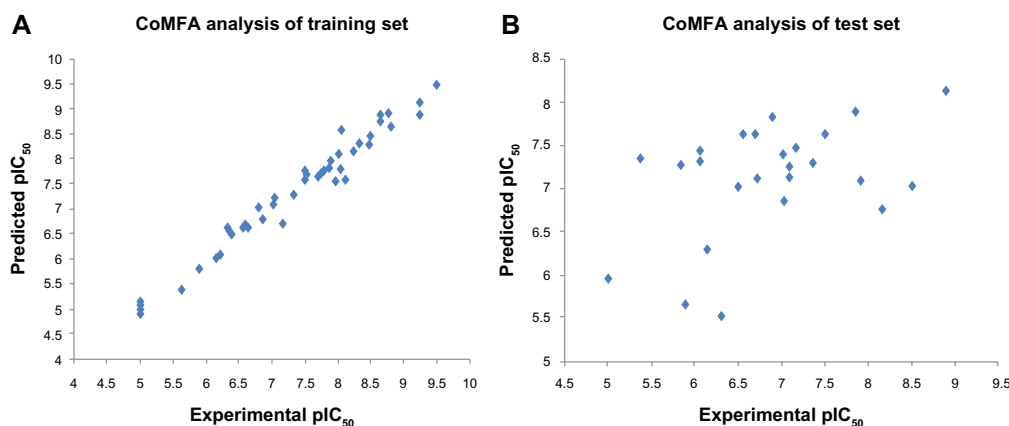 A
CoMFA analysis of training set
10
9.5
9
8.5
8
7.5
7
6.5
6
5.5
5
4.5
4
Predicted pIC50
4 5 5.5 6 6.5 7 7.5 8 8.5 9 9.5 10
Experimental pIC50
B
CoMFA analysis of test set
8.5
8
7.5
7
6.5
6
5.5
5
Predicted pIC50
4.5 5 5.5 6 6.5 7 7.5 8 8.5 9 9.5
Experimental pIC50